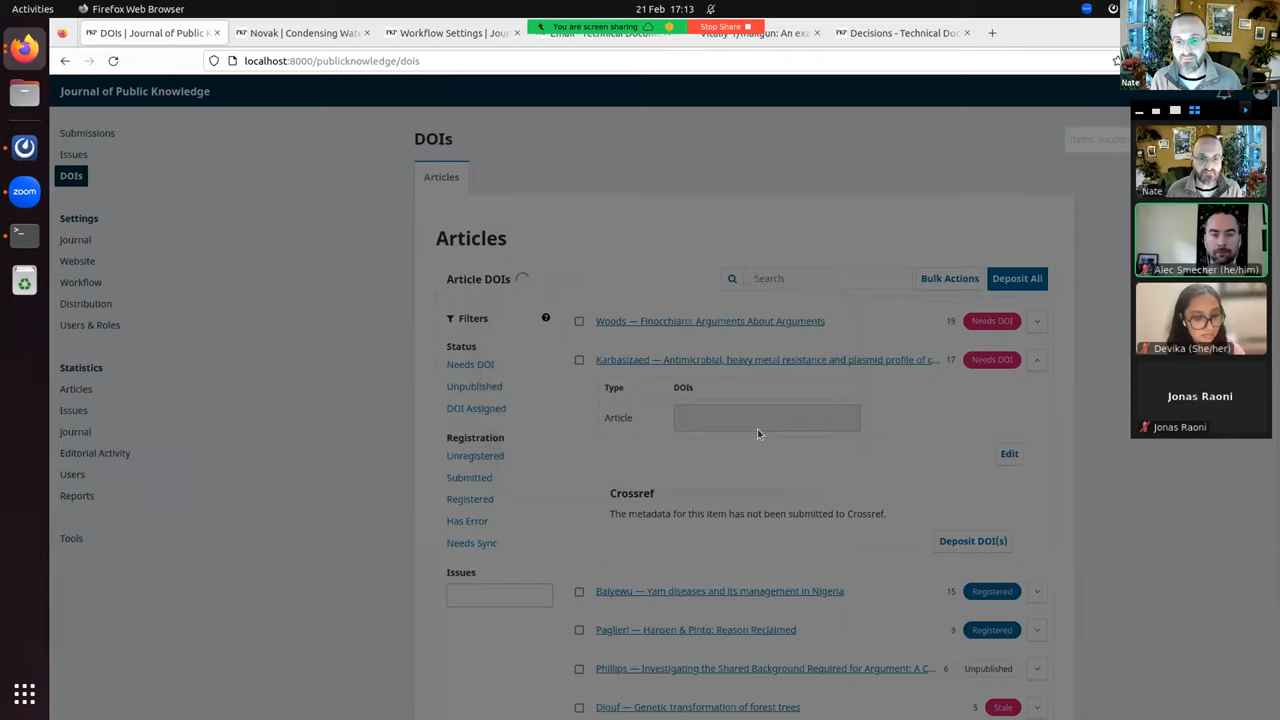 Activities
Firefox Web Browser
21 Feb 17:13
DOIs | Journal of Public K
Novak | Condensing Wate
Workflow Settings | Jour
Email - Technical Docume
Decisions - Technical Doc
You are screen sharing
Stop Share
localhost:8000/publicknowledge/dois
Journal of Public Knowledge
Submissions
Issues
DOIs
Settings
Journal
Website
Workflow
Distribution
Users & Roles
Statistics
Articles
Issues
Journal
Editorial Activity
Users
Reports
Tools
DOIs
Items success
Articles
Articles
Article DOIs
Search
Bulk Actions
Deposit All
Filters
Status
Needs DOI
Unpublished
DOI Assigned
Registration
Unregistered
Submitted
Registered
Has Error
Needs Sync
Issues
Woods — Finocchiaro: Arguments About Arguments 19 Needs DOI
Karbasizaed — Antimicrobial, heavy metal resistance and plasmid profile of c... 17 Needs DOI
Type DOIs
Article
Edit
Crossref
The metadata for this item has not been submitted to Crossref.
Deposit DOI(s)
Baiyewu — Yam diseases and its management in Nigeria 15 Registered
Paglieri — Hansen & Pinto: Reason Reclaimed 9 Registered
Phillips — Investigating the Shared Background Required for Argument: A C... 6 Unpublished
Diouf — Genetic transformation of forest trees 5 Stale
Nate
Nate
Alec Smecher (he/him)
Devika (She/her)
Jonas Raoni
Jonas Raoni
zoom